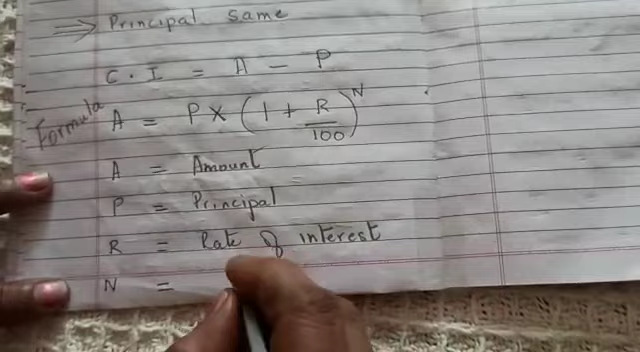 ⇒ Principal same
C.I = A - P
Formula A = P × (1 + R/100)^N
A = Amount
P = Principal
R = Rate of interest
N =